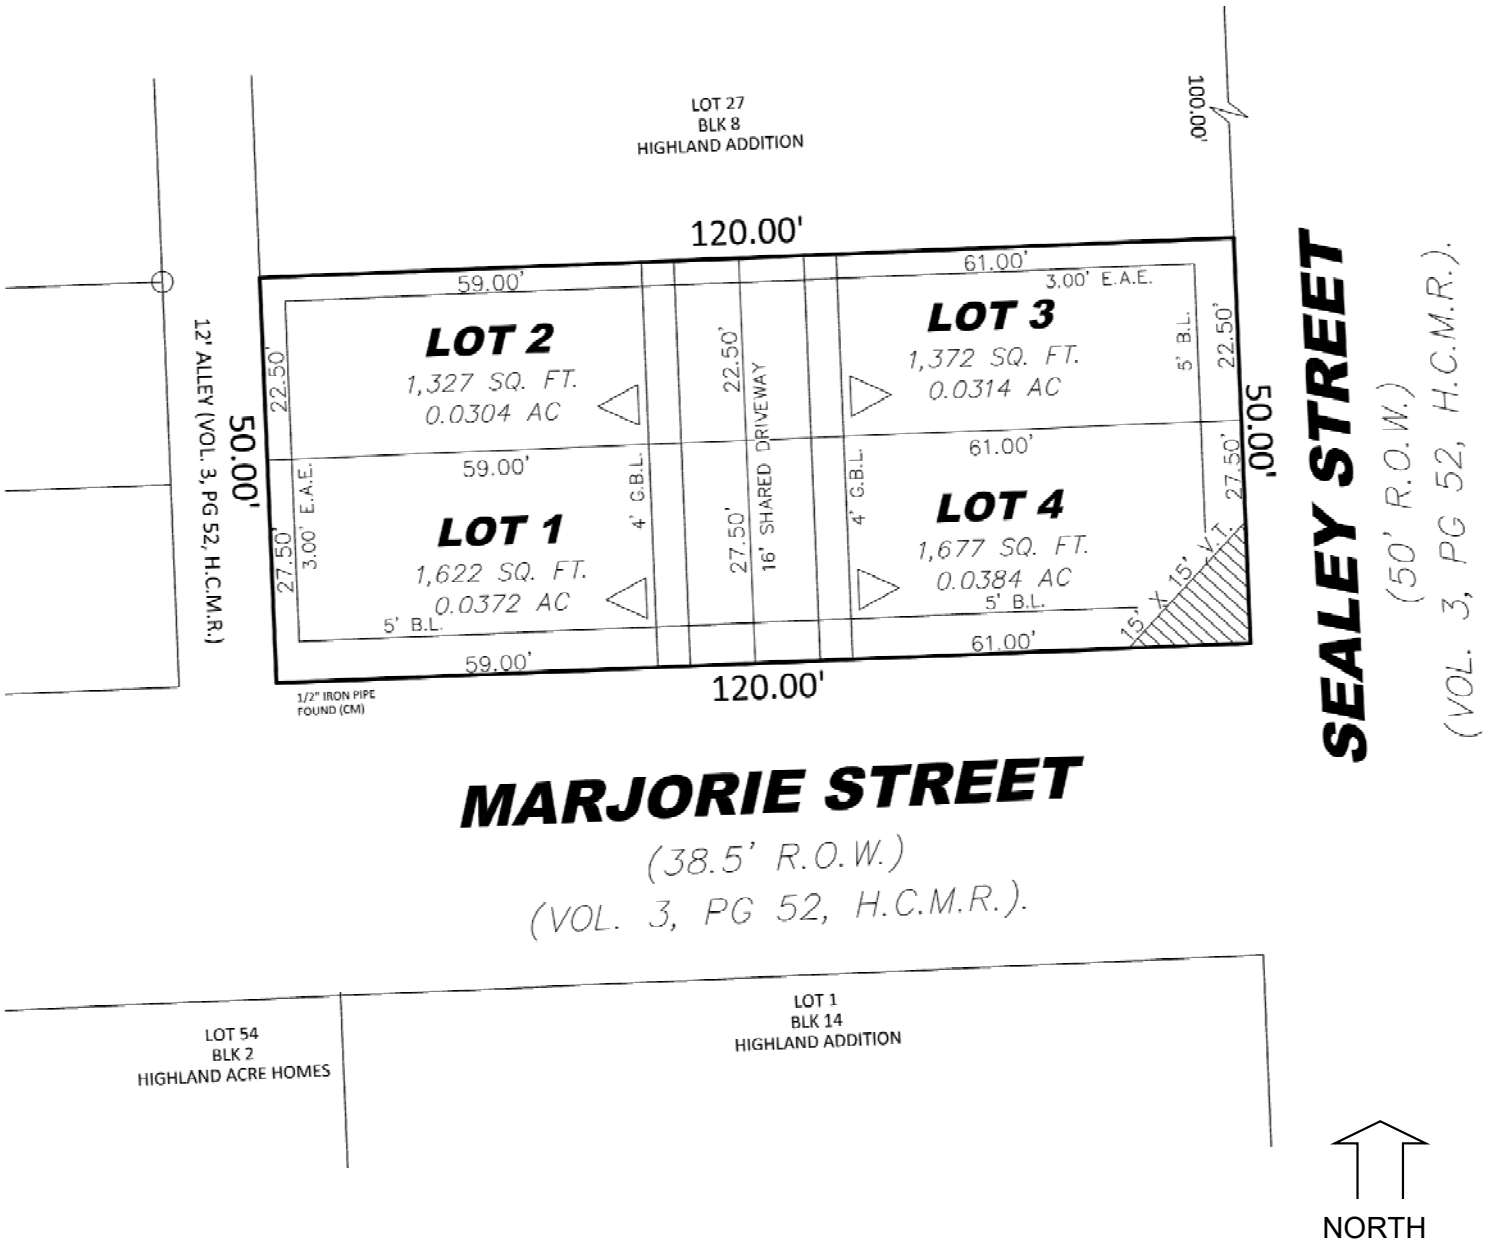 100.00'
LOT 27
BLK 8
HIGHLAND ADDITION
120.00'
59.00'
61.00'
3.00' E.A.E.
LOT 2
1,327 SQ. FT.
0.0304 AC
22.50'
22.50'
LOT 3
1,372 SQ. FT.
0.0314 AC
5' B.L.
22.50'
12' ALLEY (VOL. 3, PG 52, H.C.M.R.)
50.00'
50.00'
SEALEY STREET
(50' R.O.W.)
(VOL. 3, PG 52, H.C.M.R.).
59.00'
61.00'
27.50'
3.00' E.A.E.
LOT 1
1,622 SQ. FT.
0.0372 AC
5' B.L.
4' G.B.L.
27.50'
16' SHARED DRIVEWAY
4' G.B.L.
LOT 4
1,677 SQ. FT.
0.0384 AC
5' B.L.
27.50'
15' X 15' V.T.
59.00'
61.00'
120.00'
1/2" IRON PIPE
FOUND (CM)
MARJORIE STREET
(38.5' R.O.W.)
(VOL. 3, PG 52, H.C.M.R.).
LOT 54
BLK 2
HIGHLAND ACRE HOMES
LOT 1
BLK 14
HIGHLAND ADDITION
NORTH